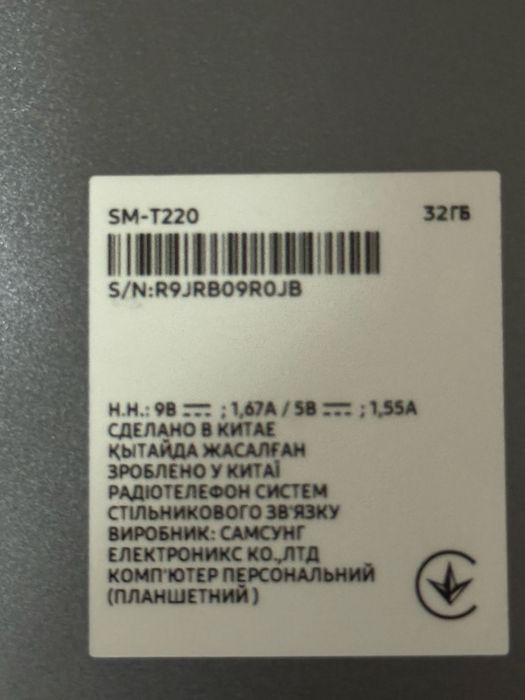 SM-T220 32ГБ
S/N:R9JRB09R0JB
Н.Н.: 9В ⎓ ; 1,67А / 5В ⎓ ; 1,55А
СДЕЛАНО В КИТАЕ
ҚЫТАЙДА ЖАСАЛҒАН
ЗРОБЛЕНО У КИТАЇ
РАДІОТЕЛЕФОН СИСТЕМ
СТІЛЬНИКОВОГО ЗВ'ЯЗКУ
ВИРОБНИК: САМСУНГ
ЕЛЕКТРОНИКС КО.,ЛТД
КОМП'ЮТЕР ПЕРСОНАЛЬНИЙ
(ПЛАНШЕТНИЙ )